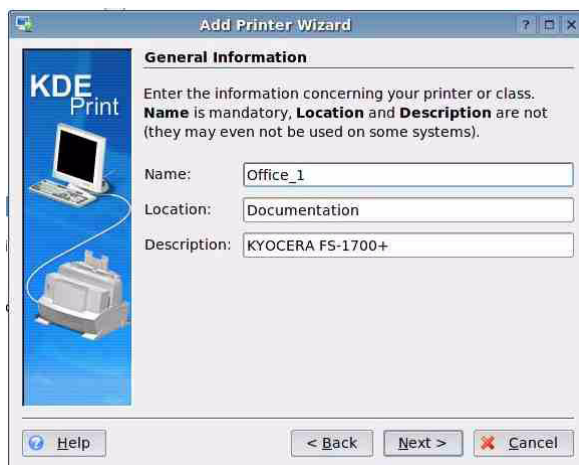 Add Printer Wizard
?
KDE
Print
General Information
Enter the information concerning your printer or class.
Name is mandatory, Location and Description are not
(they may even not be used on some systems).
Name: Office_1
Location: Documentation
Description: KYOCERA FS-1700+
Help
< Back
Next >
Cancel